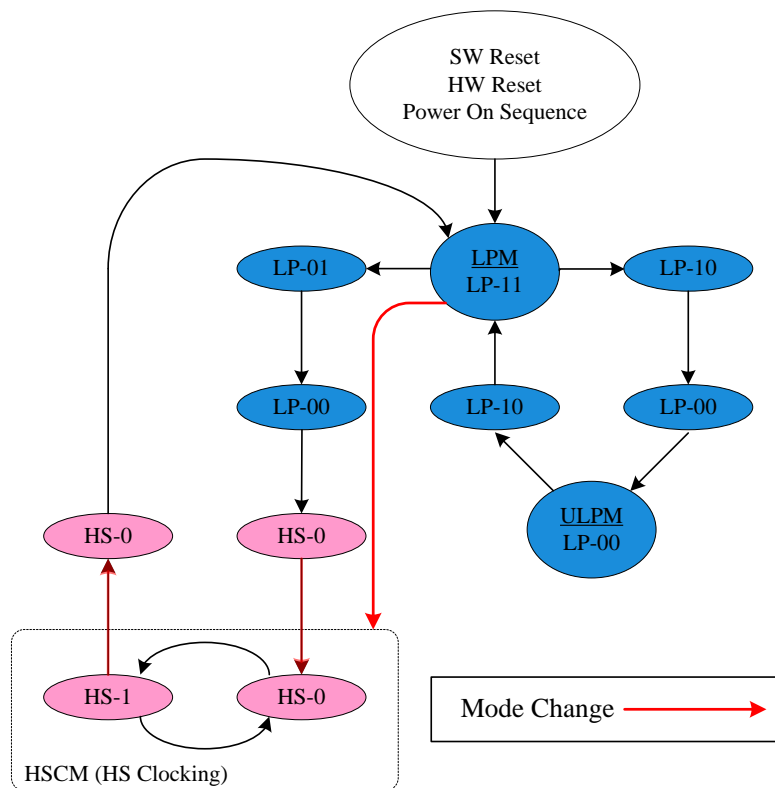 SW Reset
HW Reset
Power On Sequence
LPM
LP-11
LP-01
LP-10
LP-00
LP-10
LP-00
HS-0
HS-0
ULPM
LP-00
HS-1
HS-0
HSCM (HS Clocking)
Mode Change